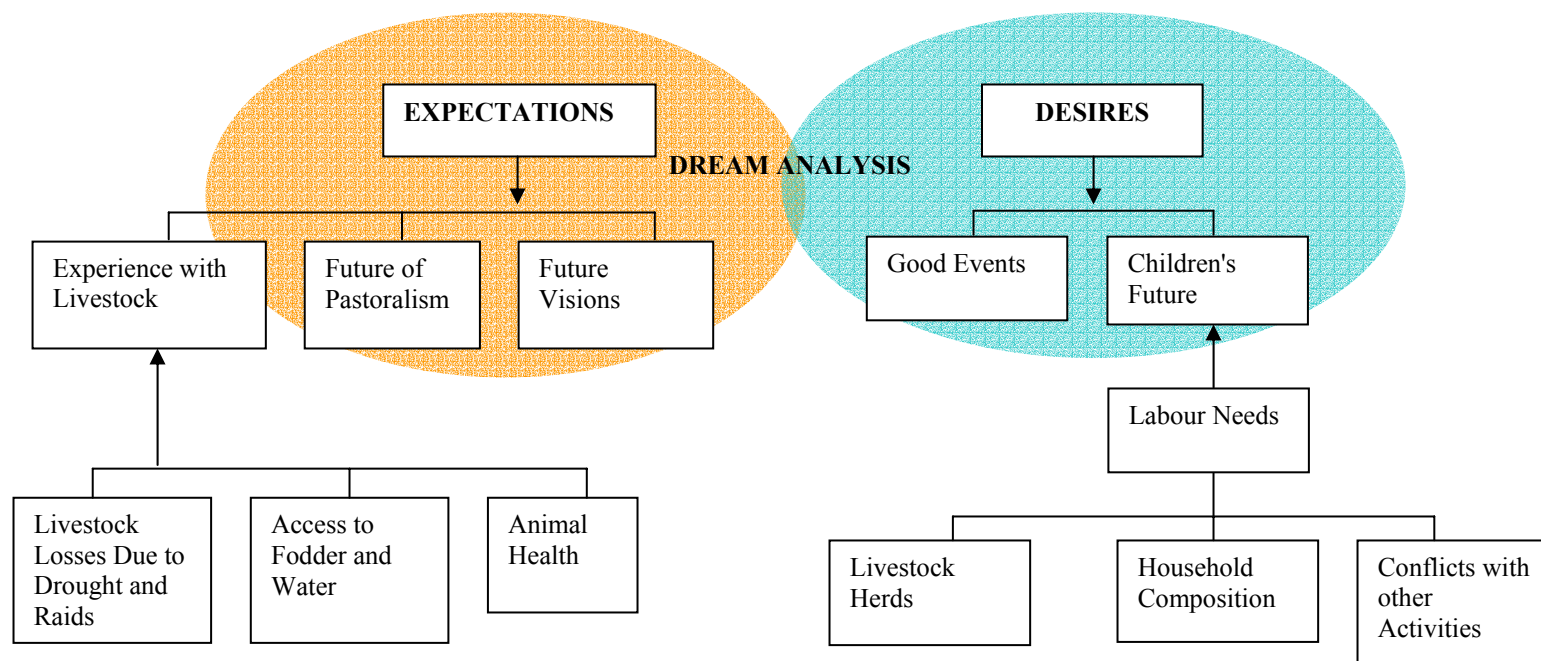 EXPECTATIONS
DESIRES
DREAM ANALYSIS
Experience with
Livestock
Future of
Pastoralism
Future
Visions
Good Events
Children's
Future
Labour Needs
Livestock
Losses Due to
Drought and
Raids
Access to
Fodder and
Water
Animal
Health
Livestock
Herds
Household
Composition
Conflicts with
other
Activities